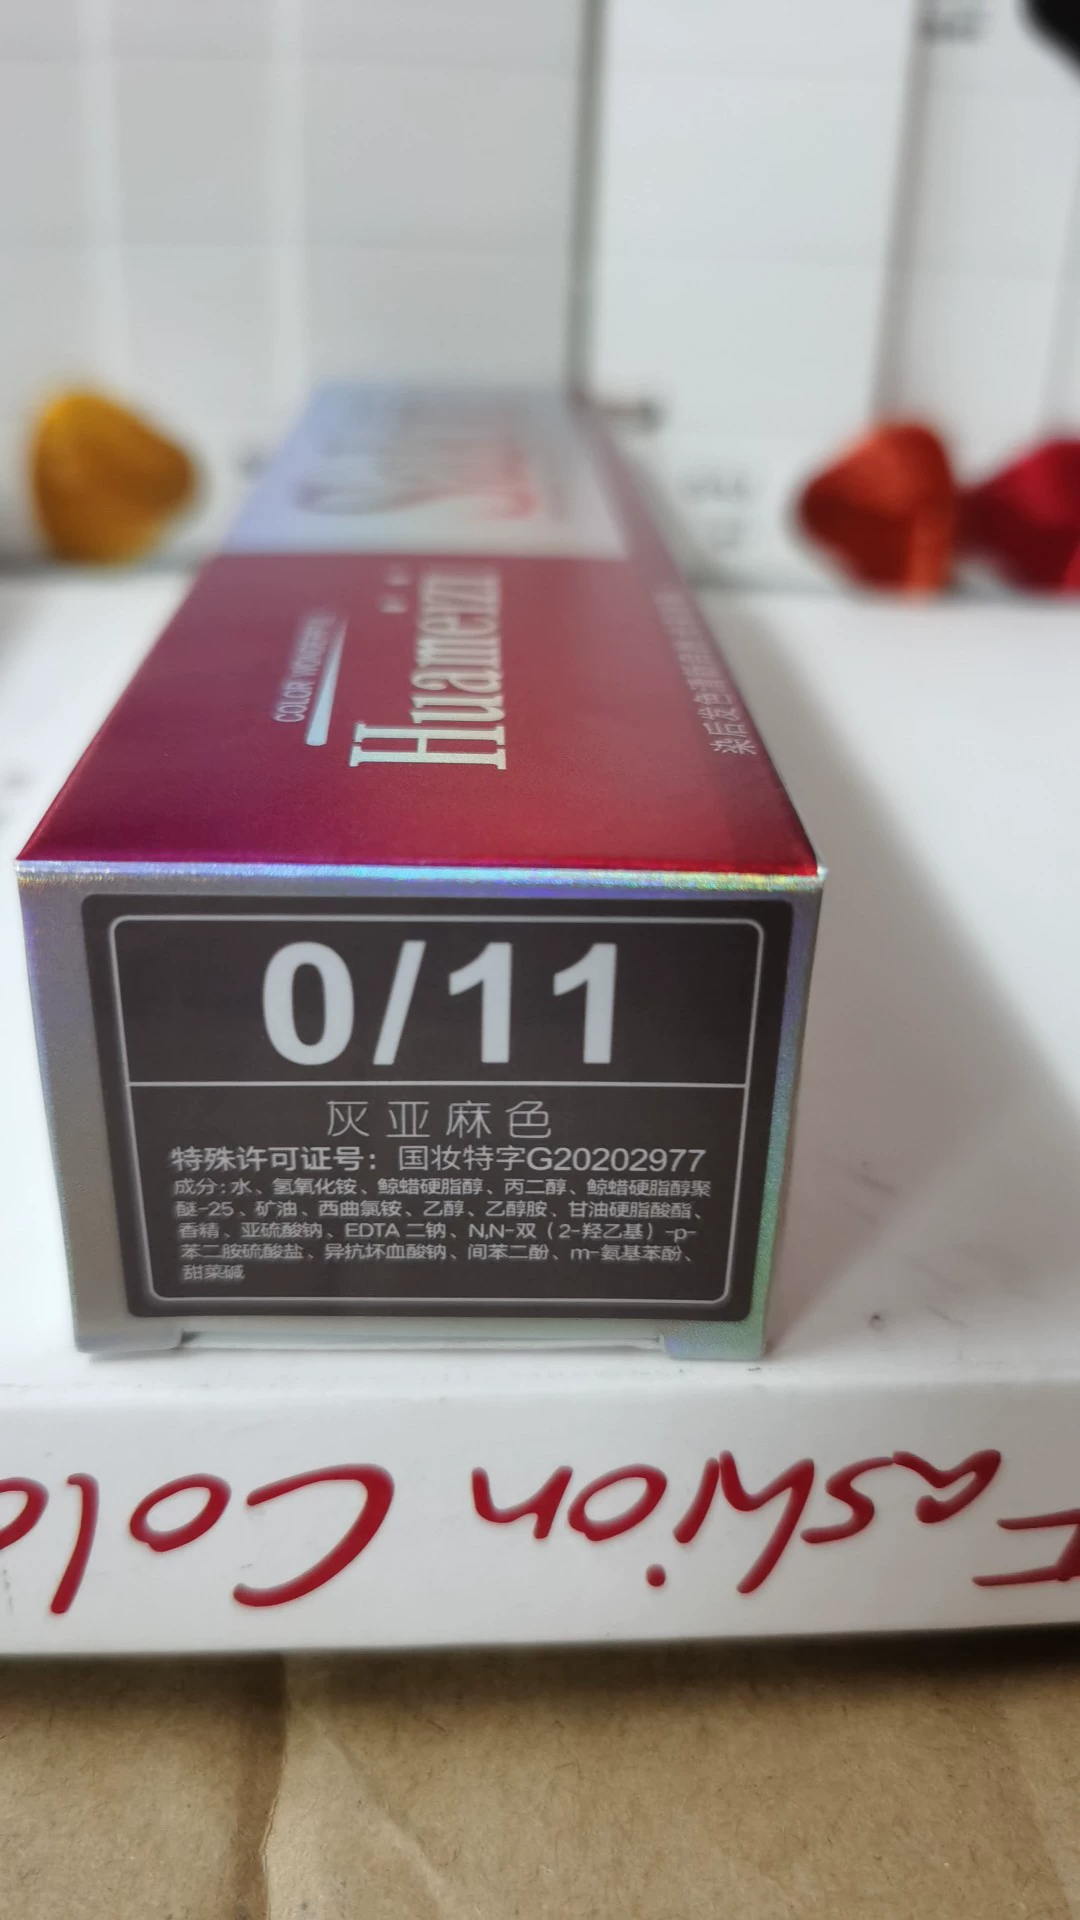 COLOR WONDERFUL
Huameizi
0/11
灰亚麻色
特殊许可证号：国妆特字G20202977
成分:水、氢氧化铵、鲸蜡硬脂醇、丙二醇、鲸蜡硬脂醇聚
醚-25、矿油、西曲氯铵、乙醇、乙醇胺、甘油硬脂酸酯、
香精、亚硫酸钠、EDTA 二钠、N,N-双（2-羟乙基）-p-
苯二胺硫酸盐、异抗坏血酸钠、间苯二酚、m-氨基苯酚、
甜菜碱
Fashion